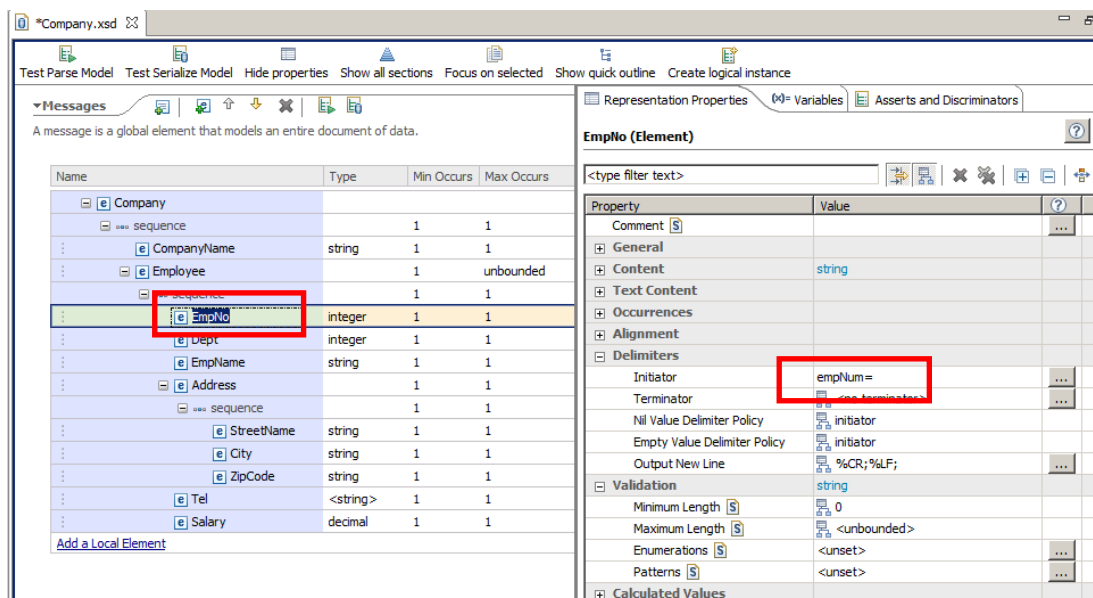 *Company.xsd
Test Parse Model Test Serialize Model Hide properties Show all sections Focus on selected Show quick outline Create logical instance
Messages
A message is a global element that models an entire document of data.
Name Type Min Occurs Max Occurs
Company
sequence 1 1
CompanyName string 1 1
Employee 1 unbounded
sequence 1 1
EmpNo integer 1 1
Dept integer 1 1
EmpName string 1 1
Address 1 1
sequence 1 1
StreetName string 1 1
City string 1 1
ZipCode string 1 1
Tel <string> 1 1
Salary decimal 1 1
Add a Local Element
Representation Properties (x)= Variables Asserts and Discriminators
EmpNo (Element)
<type filter text>
Property Value
Comment ...
General
Content string
Text Content
Occurrences
Alignment
Delimiters
Initiator empNum= ...
Terminator <no terminator> ...
Nil Value Delimiter Policy initiator
Empty Value Delimiter Policy initiator
Output New Line %CR;%LF; ...
Validation string
Minimum Length S 0
Maximum Length S <unbounded>
Enumerations S <unset> ...
Patterns S <unset> ...
Calculated Values